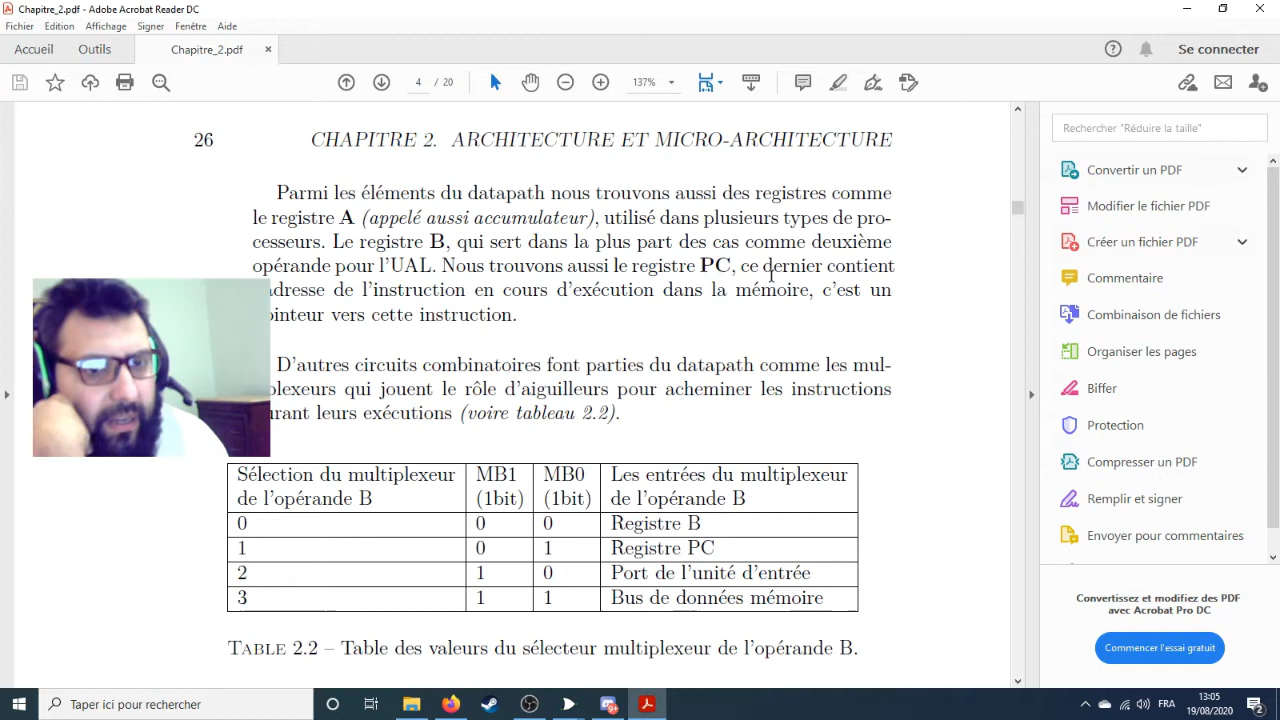 Chapitre_2.pdf - Adobe Acrobat Reader DC
Fichier Edition Affichage Signer Fenêtre Aide
Accueil Outils Chapitre_2.pdf × Se connecter
4 / 20 137%
26 CHAPITRE 2. ARCHITECTURE ET MICRO-ARCHITECTURE
Parmi les éléments du datapath nous trouvons aussi des registres comme
le registre A (appelé aussi accumulateur), utilisé dans plusieurs types de pro-
cesseurs. Le registre B, qui sert dans la plus part des cas comme deuxième
opérande pour l'UAL. Nous trouvons aussi le registre PC, ce dernier contient
adresse de l'instruction en cours d'exécution dans la mémoire, c'est un
ointeur vers cette instruction.
D'autres circuits combinatoires font parties du datapath comme les mul-
plexeurs qui jouent le rôle d'aiguilleurs pour acheminer les instructions
urant leurs exécutions (voire tableau 2.2).
Sélection du multiplexeur de l'opérande B MB1 (1bit) MB0 (1bit) Les entrées du multiplexeur de l'opérande B
0 0 0 Registre B
1 0 1 Registre PC
2 1 0 Port de l'unité d'entrée
3 1 1 Bus de données mémoire
TABLE 2.2 – Table des valeurs du sélecteur multiplexeur de l'opérande B.
Rechercher "Réduire la taille"
Convertir un PDF
Modifier le fichier PDF
Créer un fichier PDF
Commentaire
Combinaison de fichiers
Organiser les pages
Biffer
Protection
Compresser un PDF
Remplir et signer
Envoyer pour commentaires
Convertissez et modifiez des PDF
avec Acrobat Pro DC
Commencer l'essai gratuit
Taper ici pour rechercher
FRA
13:05
19/08/2020
2